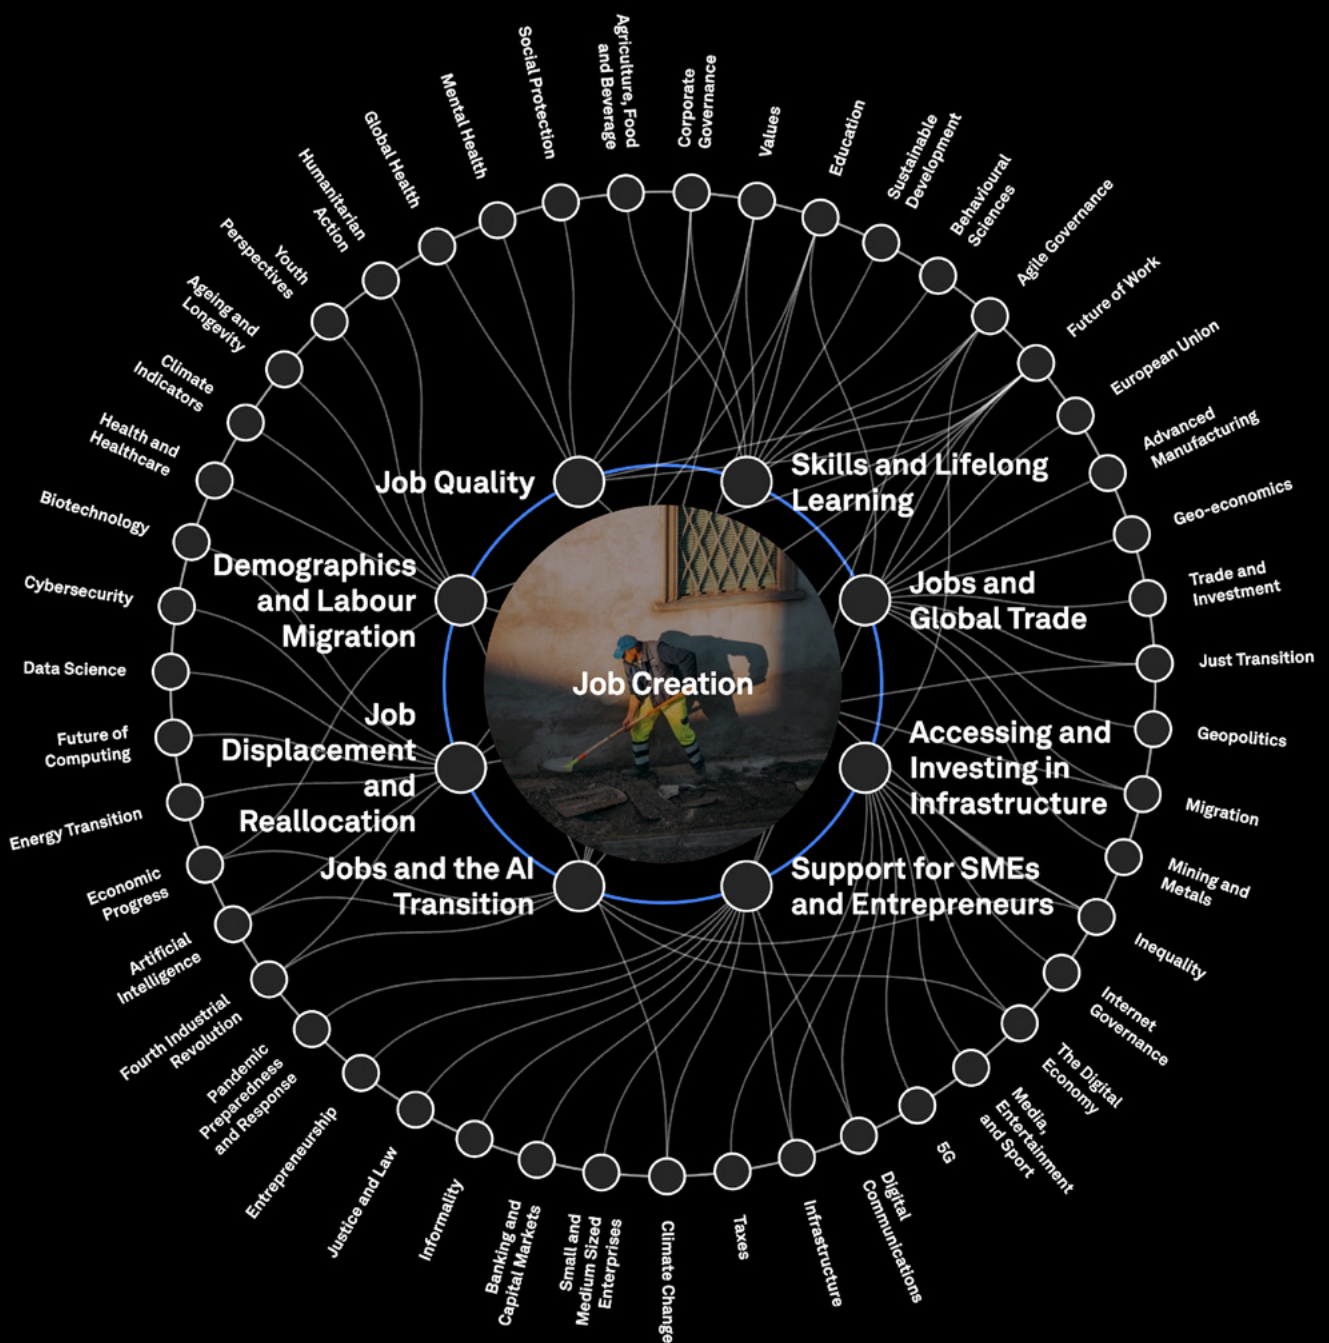 Job Creation
Job Quality
Skills and Lifelong
Learning
Jobs and
Global Trade
Accessing and
Investing in
Infrastructure
Support for SMEs
and Entrepreneurs
Jobs and the AI
Transition
Job
Displacement
and
Reallocation
Demographics
and Labour
Migration
Agriculture, Food
and Beverage
Corporate
Governance
Values
Education
Sustainable
Development
Behavioural
Sciences
Agile Governance
Future of Work
European Union
Advanced
Manufacturing
Geo-economics
Trade and
Investment
Just Transition
Geopolitics
Migration
Mining and
Metals
Inequality
Internet
Governance
The Digital
Economy
Media,
Entertainment
and Sport
5G
Digital
Communications
Infrastructure
Taxes
Climate Change
Small and
Medium Sized
Enterprises
Banking and
Capital Markets
Informality
Justice and Law
Entrepreneurship
Pandemic
Preparedness
and Response
Fourth Industrial
Revolution
Artificial
Intelligence
Economic
Progress
Energy Transition
Future of
Computing
Data Science
Cybersecurity
Biotechnology
Health and
Healthcare
Climate
Indicators
Ageing and
Longevity
Youth
Perspectives
Humanitarian
Action
Global Health
Mental Health
Social Protection